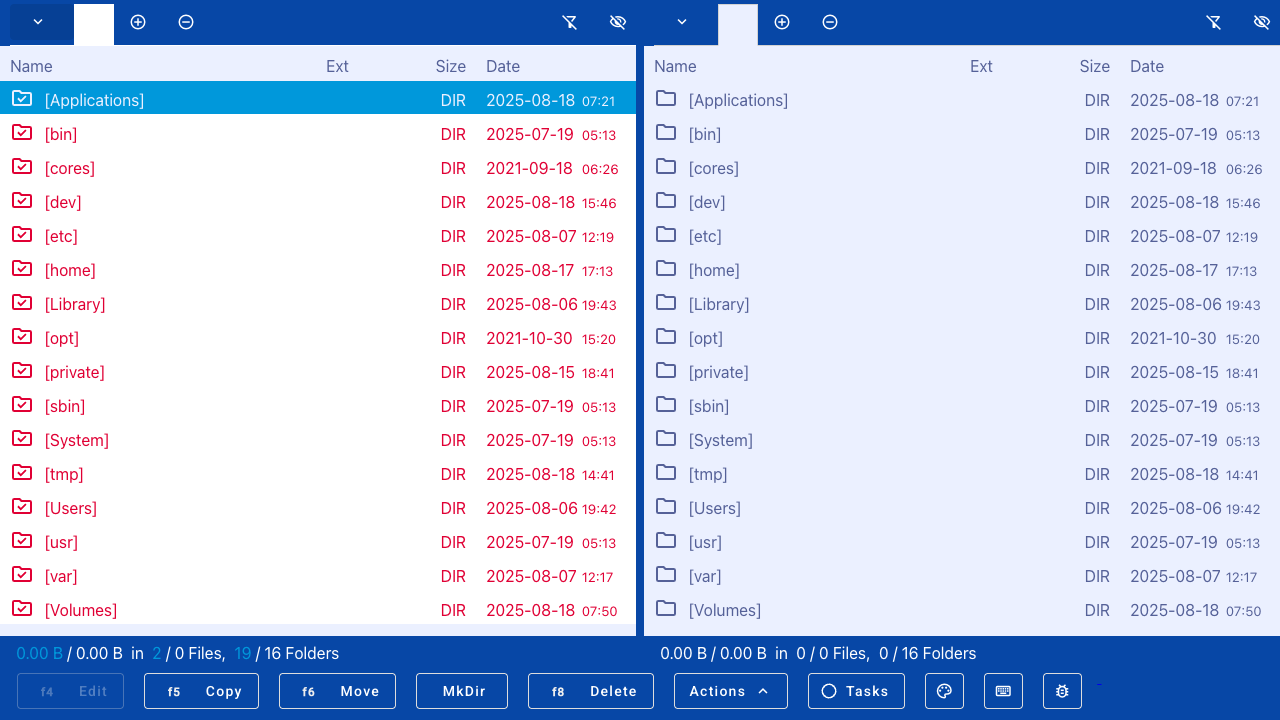 Name Ext Size Date
[Applications] DIR 2025-08-18 07:21
[bin] DIR 2025-07-19 05:13
[cores] DIR 2021-09-18 06:26
[dev] DIR 2025-08-18 15:46
[etc] DIR 2025-08-07 12:19
[home] DIR 2025-08-17 17:13
[Library] DIR 2025-08-06 19:43
[opt] DIR 2021-10-30 15:20
[private] DIR 2025-08-15 18:41
[sbin] DIR 2025-07-19 05:13
[System] DIR 2025-07-19 05:13
[tmp] DIR 2025-08-18 14:41
[Users] DIR 2025-08-06 19:42
[usr] DIR 2025-07-19 05:13
[var] DIR 2025-08-07 12:17
[Volumes] DIR 2025-08-18 07:50
0.00 B / 0.00 B in 2 / 0 Files, 19 / 16 Folders
Name Ext Size Date
[Applications] DIR 2025-08-18 07:21
[bin] DIR 2025-07-19 05:13
[cores] DIR 2021-09-18 06:26
[dev] DIR 2025-08-18 15:46
[etc] DIR 2025-08-07 12:19
[home] DIR 2025-08-17 17:13
[Library] DIR 2025-08-06 19:43
[opt] DIR 2021-10-30 15:20
[private] DIR 2025-08-15 18:41
[sbin] DIR 2025-07-19 05:13
[System] DIR 2025-07-19 05:13
[tmp] DIR 2025-08-18 14:41
[Users] DIR 2025-08-06 19:42
[usr] DIR 2025-07-19 05:13
[var] DIR 2025-08-07 12:17
[Volumes] DIR 2025-08-18 07:50
0.00 B / 0.00 B in 0 / 0 Files, 0 / 16 Folders
f4 Edit f5 Copy f6 Move MkDir f8 Delete Actions Tasks